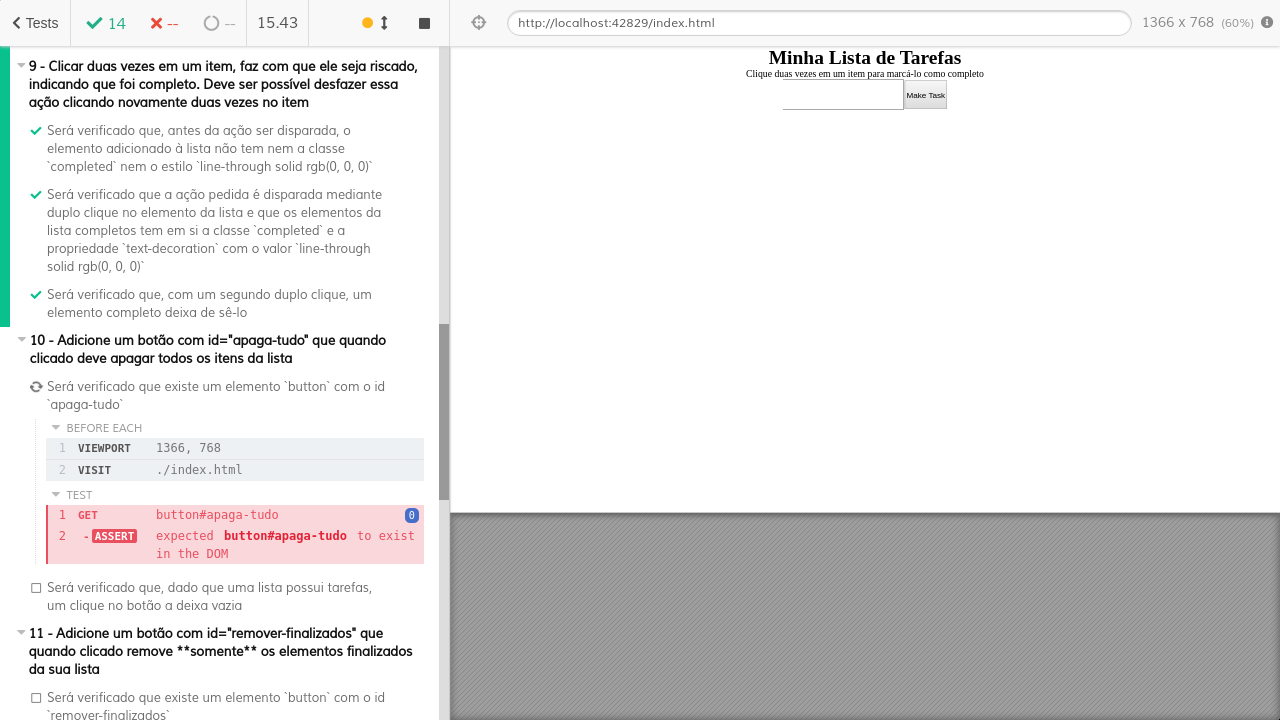 Tests
14
--
--
15.43
http://localhost:42829/index.html
1366 x 768 (60%)
9 - Clicar duas vezes em um item, faz com que ele seja riscado,
indicando que foi completo. Deve ser possível desfazer essa
ação clicando novamente duas vezes no item
Será verificado que, antes da ação ser disparada, o
elemento adicionado à lista não tem nem a classe
`completed` nem o estilo `line-through solid rgb(0, 0, 0)`
Será verificado que a ação pedida é disparada mediante
duplo clique no elemento da lista e que os elementos da
lista completos tem em si a classe `completed` e a
propriedade `text-decoration` com o valor `line-through
solid rgb(0, 0, 0)`
Será verificado que, com um segundo duplo clique, um
elemento completo deixa de sê-lo
10 - Adicione um botão com id="apaga-tudo" que quando
clicado deve apagar todos os itens da lista
Será verificado que existe um elemento `button` com o id
`apaga-tudo`
BEFORE EACH
1 VIEWPORT 1366, 768
2 VISIT ./index.html
TEST
1 GET button#apaga-tudo 0
2 -ASSERT expected button#apaga-tudo to exist
in the DOM
Será verificado que, dado que uma lista possui tarefas,
um clique no botão a deixa vazia
11 - Adicione um botão com id="remover-finalizados" que
quando clicado remove **somente** os elementos finalizados
da sua lista
Será verificado que existe um elemento `button` com o id
`remover-finalizados`
Minha Lista de Tarefas
Clique duas vezes em um item para marcá-lo como completo
Make Task